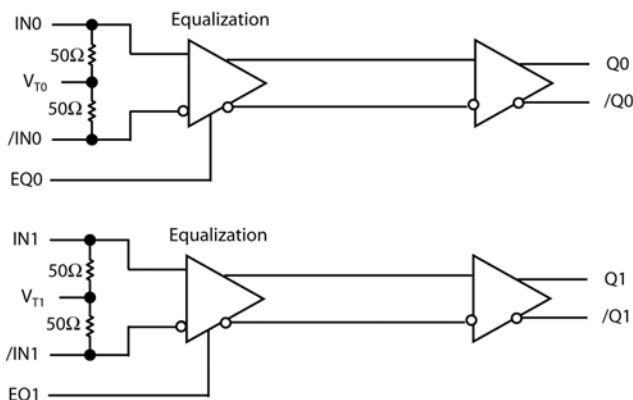 IN0
Equalization
50Ω
VT0
50Ω
/IN0
EQ0
Q0
/Q0
IN1
Equalization
50Ω
VT1
50Ω
/IN1
EQ1
Q1
/Q1